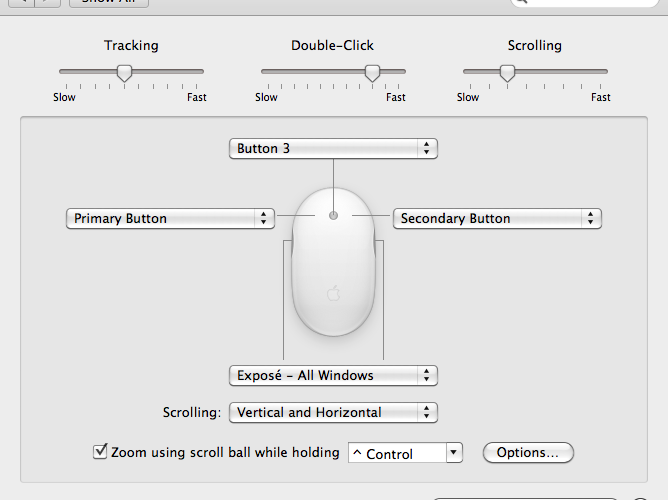 Show All
Tracking Double-Click Scrolling
Slow Fast Slow Fast Slow Fast
Button 3
Primary Button Secondary Button
Exposé – All Windows
Scrolling: Vertical and Horizontal
Zoom using scroll ball while holding ^ Control Options...